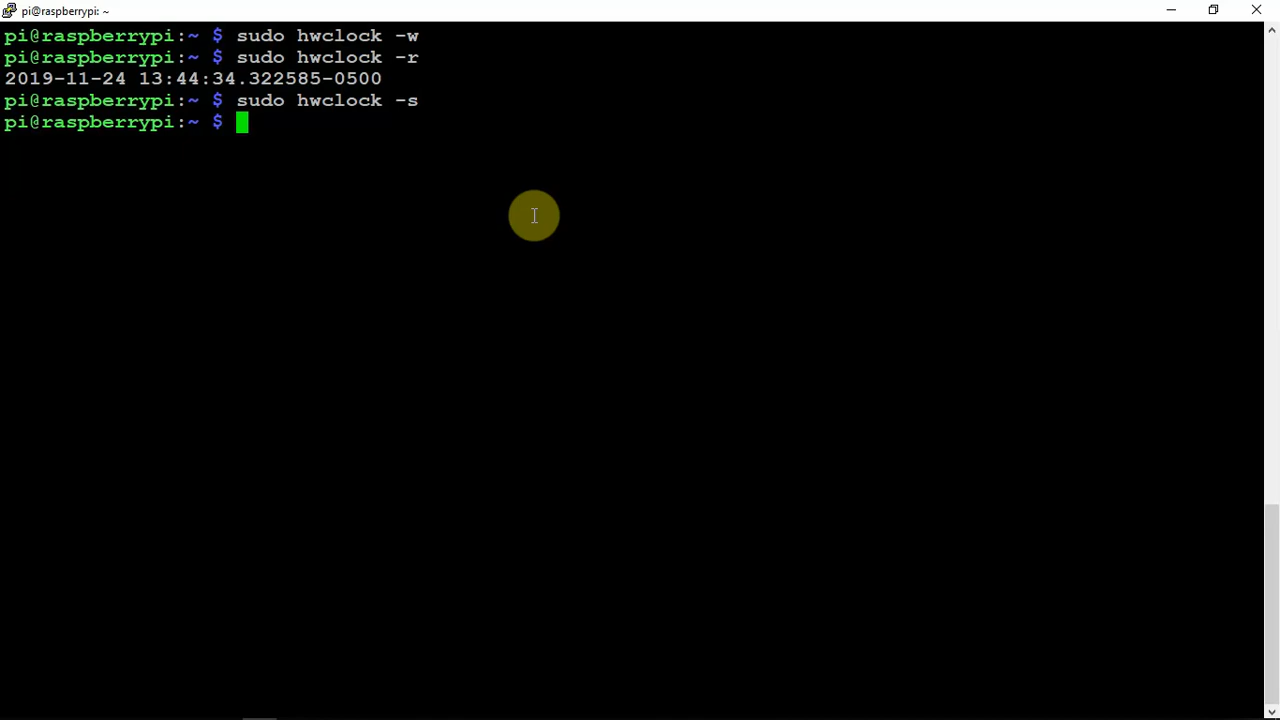 pi@raspberrypi: ~
pi@raspberrypi:~ $ sudo hwclock -w
pi@raspberrypi:~ $ sudo hwclock -r
2019-11-24 13:44:34.322585-0500
pi@raspberrypi:~ $ sudo hwclock -s
pi@raspberrypi:~ $